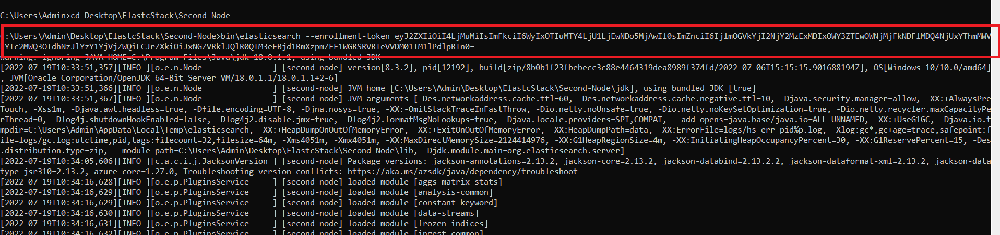 C:\Users\Admin>cd Desktop\ElastcStack\Second-Node
C:\Users\Admin\Desktop\ElastcStack\Second-Node>bin\elasticsearch --enrollment-token eyJ2ZXIiOiI4LjMuMiIsImFkciI6WyIxOTIuMTY4LjU1LjEwNDo5MjAwIl0sImZnciI6IjlmOGVkYjI2NjY2MzExMDIxOWY3ZTEwOWNjMjFkNDFlMDQ4NjUxYThmMWV
hYTc2MWQ3OTdhNzJlYzY1YjVjZWQiLCJrZXkiOiJxNGZVRklJQlR0QTM3eFBjd1RmXzpmZEE1WGRSRVRIeVVDM01TM1lPdlpRIn0=
warning: ignoring JAVA_HOME=C:\Program Files\Java\jdk-18.0.1.1; using bundled JDK
[2022-07-19T10:33:51,357][INFO ][o.e.n.Node               ] [second-node] version[8.3.2], pid[12192], build[zip/8b0b1f23fbebecc3c88e4464319dea8989f374fd/2022-07-06T15:15:15.901688194Z], OS[Windows 10/10.0/amd64]
, JVM[Oracle Corporation/OpenJDK 64-Bit Server VM/18.0.1.1/18.0.1.1+2-6]
[2022-07-19T10:33:51,366][INFO ][o.e.n.Node               ] [second-node] JVM home [C:\Users\Admin\Desktop\ElastcStack\Second-Node\jdk], using bundled JDK [true]
[2022-07-19T10:33:51,367][INFO ][o.e.n.Node               ] [second-node] JVM arguments [-Des.networkaddress.cache.ttl=60, -Des.networkaddress.cache.negative.ttl=10, -Djava.security.manager=allow, -XX:+AlwaysPre
Touch, -Xss1m, -Djava.awt.headless=true, -Dfile.encoding=UTF-8, -Djna.nosys=true, -XX:-OmitStackTraceInFastThrow, -Dio.netty.noUnsafe=true, -Dio.netty.noKeySetOptimization=true, -Dio.netty.recycler.maxCapacityPe
rThread=0, -Dlog4j.shutdownHookEnabled=false, -Dlog4j2.disable.jmx=true, -Dlog4j2.formatMsgNoLookups=true, -Djava.locale.providers=SPI,COMPAT, --add-opens=java.base/java.io=ALL-UNNAMED, -XX:+UseG1GC, -Djava.io.t
mpdir=C:\Users\Admin\AppData\Local\Temp\elasticsearch, -XX:+HeapDumpOnOutOfMemoryError, -XX:+ExitOnOutOfMemoryError, -XX:HeapDumpPath=data, -XX:ErrorFile=logs/hs_err_pid%p.log, -Xlog:gc*,gc+age=trace,safepoint:f
ile=logs/gc.log:utctime,pid,tags:filecount=32,filesize=64m, -Xms4051m, -Xmx4051m, -XX:MaxDirectMemorySize=2124414976, -XX:G1HeapRegionSize=4m, -XX:InitiatingHeapOccupancyPercent=30, -XX:G1ReservePercent=15, -Des
.distribution.type=zip, --module-path=C:\Users\Admin\Desktop\ElastcStack\Second-Node\lib, -Djdk.module.main=org.elasticsearch.server]
[2022-07-19T10:34:05,606][INFO ][c.a.c.i.j.JacksonVersion ] [second-node] Package versions: jackson-annotations=2.13.2, jackson-core=2.13.2, jackson-databind=2.13.2.2, jackson-dataformat-xml=2.13.2, jackson-data
type-jsr310=2.13.2, azure-core=1.27.0, Troubleshooting version conflicts: https://aka.ms/azsdk/java/dependency/troubleshoot
[2022-07-19T10:34:16,628][INFO ][o.e.p.PluginsService     ] [second-node] loaded module [aggs-matrix-stats]
[2022-07-19T10:34:16,629][INFO ][o.e.p.PluginsService     ] [second-node] loaded module [analysis-common]
[2022-07-19T10:34:16,629][INFO ][o.e.p.PluginsService     ] [second-node] loaded module [constant-keyword]
[2022-07-19T10:34:16,630][INFO ][o.e.p.PluginsService     ] [second-node] loaded module [data-streams]
[2022-07-19T10:34:16,631][INFO ][o.e.p.PluginsService     ] [second-node] loaded module [frozen-indices]
[2022-07-19T10:34:16,632][INFO ][o.e.p.PluginsService     ] [second-node] loaded module [ingest-common]